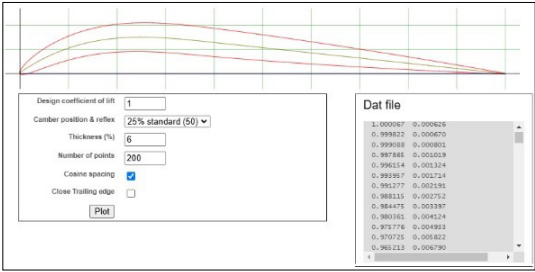 Design coefficient of lift 1
Camber position & reflex 25% standard (50)
Thickness (%) 6
Number of points 200
Cosine spacing
Close Trailing edge
Plot
Dat file
1.000067 0.000626
0.999822 0.000670
0.999088 0.000801
0.997865 0.001019
0.996154 0.001324
0.993957 0.001714
0.991277 0.002191
0.988115 0.002752
0.984475 0.003397
0.980361 0.004124
0.975776 0.004933
0.970725 0.005822
0.965213 0.006790